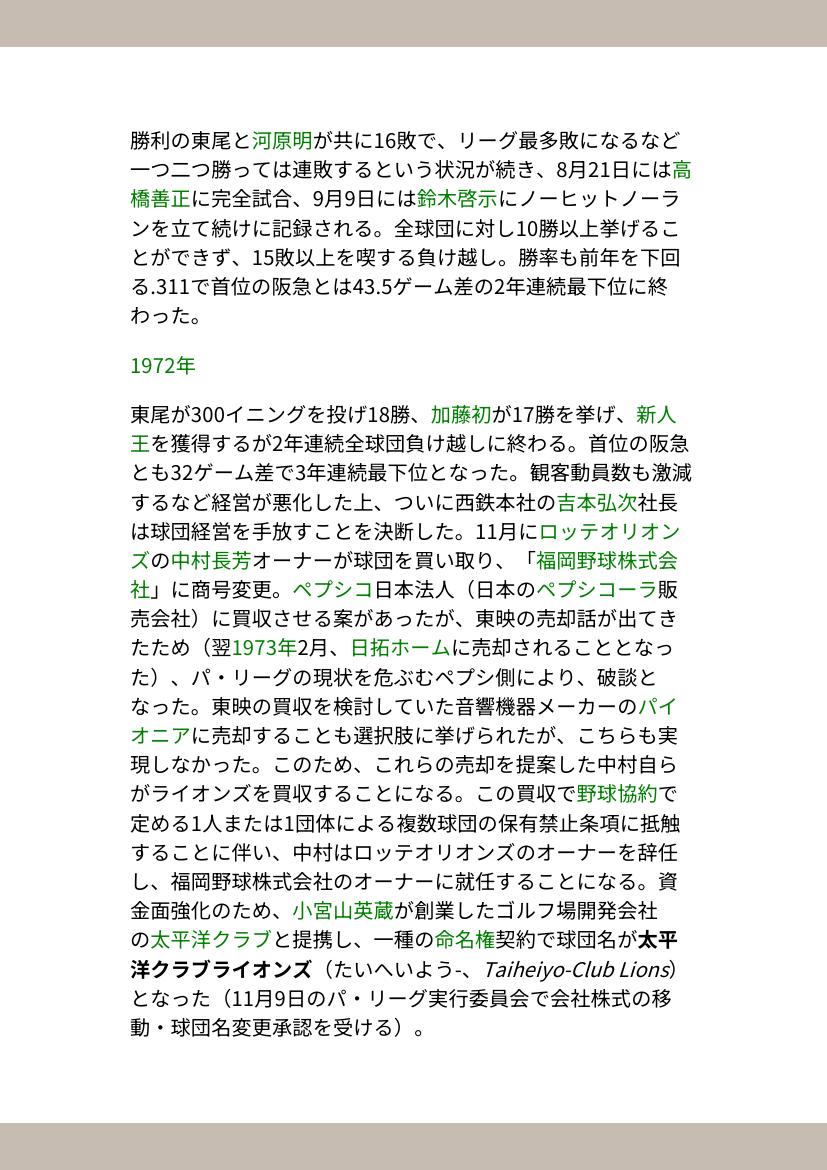 勝利の東尾と河原明が共に16敗で、リーグ最多敗になるなど
一つ二つ勝っては連敗するという状況が続き、8月21日には高
橋善正に完全試合、9月9日には鈴木啓示にノーヒットノーラ
ンを立て続けに記録される。全球団に対し10勝以上挙げるこ
とができず、15敗以上を喫する負け越し。勝率も前年を下回
る.311で首位の阪急とは43.5ゲーム差の2年連続最下位に終
わった。
1972年
東尾が300イニングを投げ18勝、加藤初が17勝を挙げ、新人
王を獲得するが2年連続全球団負け越しに終わる。首位の阪急
とも32ゲーム差で3年連続最下位となった。観客動員数も激減
するなど経営が悪化した上、ついに西鉄本社の吉本弘次社長
は球団経営を手放すことを決断した。11月にロッテオリオン
ズの中村長芳オーナーが球団を買い取り、「福岡野球株式会
社」に商号変更。ペプシコ日本法人（日本のペプシコーラ販
売会社）に買収させる案があったが、東映の売却話が出てき
たため（翌1973年2月、日拓ホームに売却されることとなっ
た）、パ・リーグの現状を危ぶむペプシ側により、破談と
なった。東映の買収を検討していた音響機器メーカーのパイ
オニアに売却することも選択肢に挙げられたが、こちらも実
現しなかった。このため、これらの売却を提案した中村自ら
がライオンズを買収することになる。この買収で野球協約で
定める1人または1団体による複数球団の保有禁止条項に抵触
することに伴い、中村はロッテオリオンズのオーナーを辞任
し、福岡野球株式会社のオーナーに就任することになる。資
金面強化のため、小宮山英蔵が創業したゴルフ場開発会社
の太平洋クラブと提携し、一種の命名権契約で球団名が太平
洋クラブライオンズ（たいへいよう-、Taiheiyo-Club Lions）
となった（11月9日のパ・リーグ実行委員会で会社株式の移
動・球団名変更承認を受ける）。